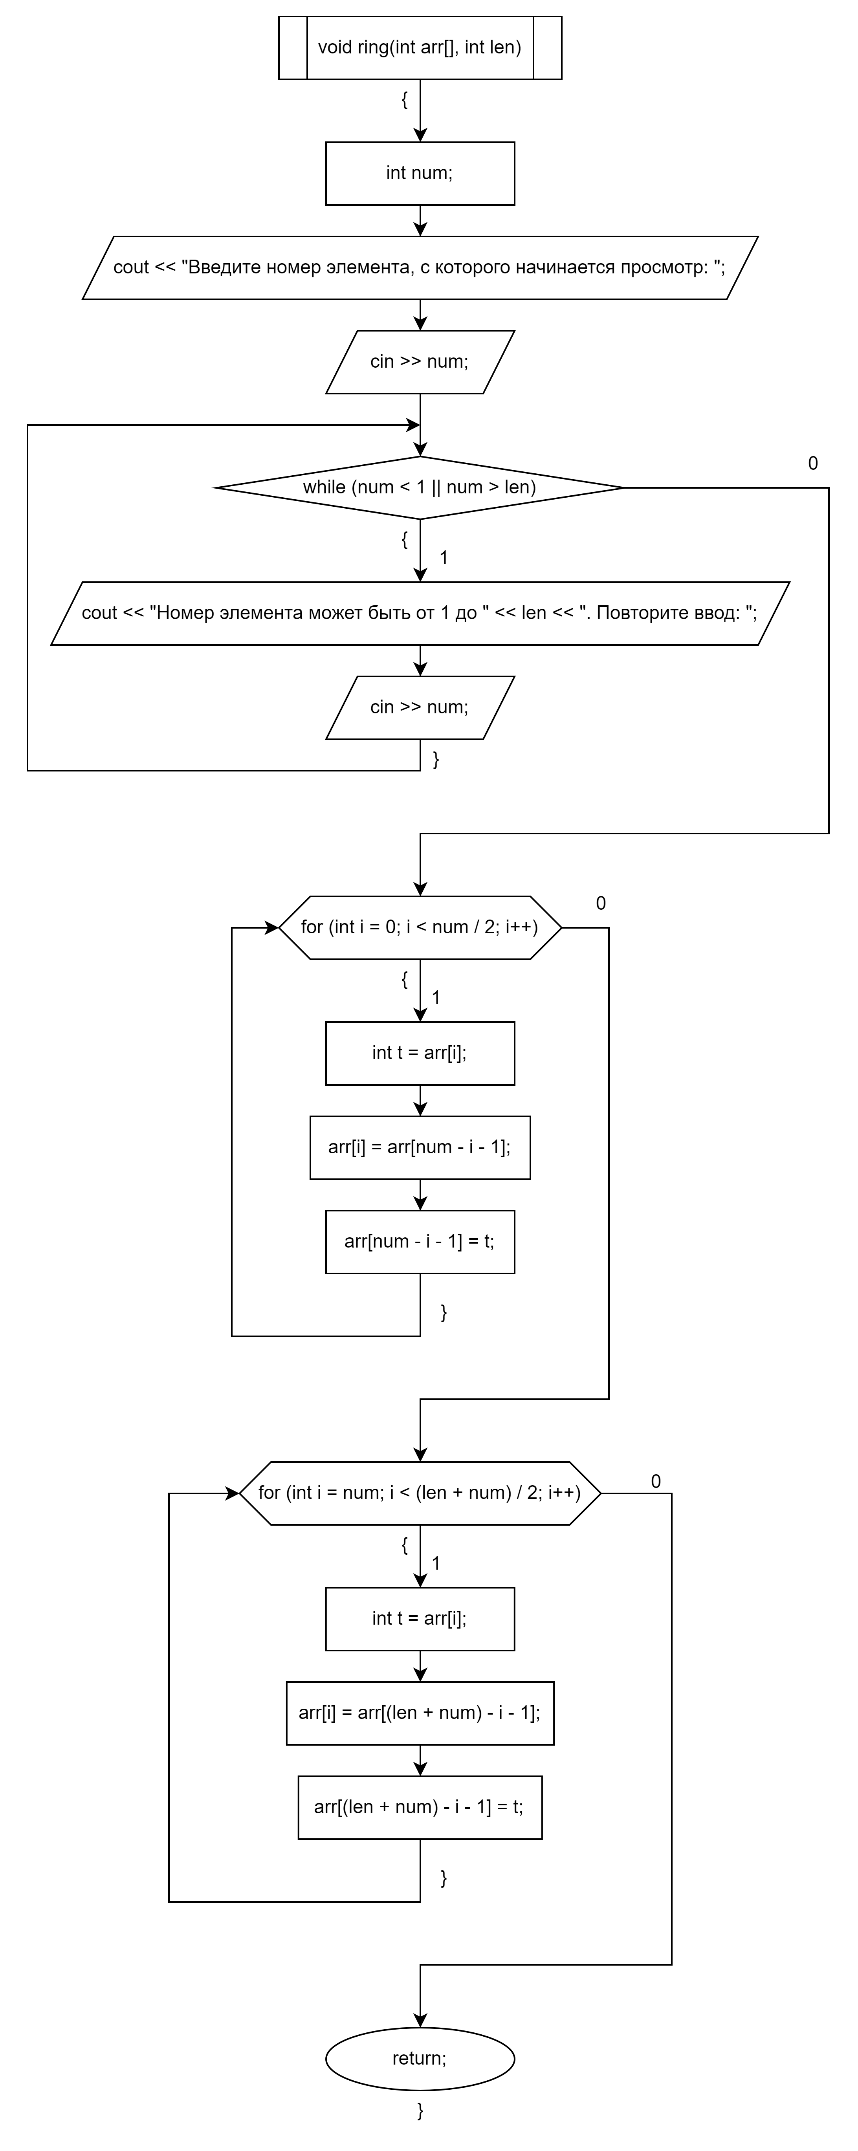 void ring(int arr[], int len)
{
int num;
cout << "Введите номер элемента, с которого начинается просмотр: ";
cin >> num;
0
while (num < 1 || num > len)
{
1
cout << "Номер элемента может быть от 1 до " << len << ". Повторите ввод: ";
cin >> num;
}
0
for (int i = 0; i < num / 2; i++)
{
1
int t = arr[i];
arr[i] = arr[num - i - 1];
arr[num - i - 1] = t;
}
0
for (int i = num; i < (len + num) / 2; i++)
{
1
int t = arr[i];
arr[i] = arr[(len + num) - i - 1];
arr[(len + num) - i - 1] = t;
}
return;
}